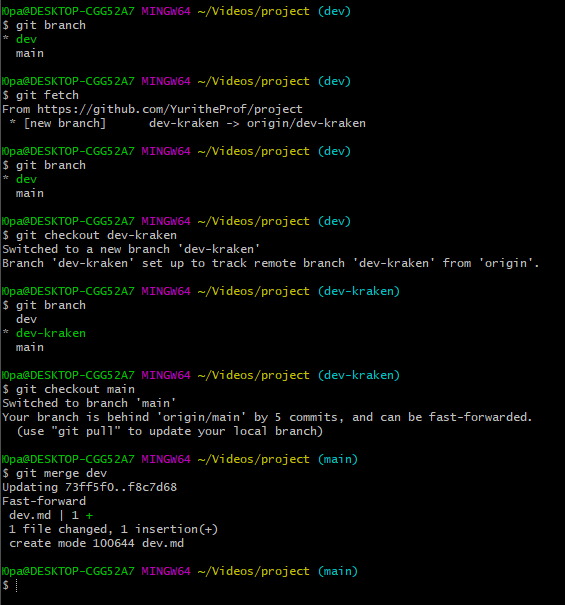 Opa@DESKTOP-CGG52A7 MINGW64 ~/Videos/project (dev)
$ git branch
* dev
  main
Opa@DESKTOP-CGG52A7 MINGW64 ~/Videos/project (dev)
$ git fetch
From https://github.com/YuritheProf/project
 * [new branch]      dev-kraken -> origin/dev-kraken
Opa@DESKTOP-CGG52A7 MINGW64 ~/Videos/project (dev)
$ git branch
* dev
  main
Opa@DESKTOP-CGG52A7 MINGW64 ~/Videos/project (dev)
$ git checkout dev-kraken
Switched to a new branch 'dev-kraken'
Branch 'dev-kraken' set up to track remote branch 'dev-kraken' from 'origin'.
Opa@DESKTOP-CGG52A7 MINGW64 ~/Videos/project (dev-kraken)
$ git branch
  dev
* dev-kraken
  main
Opa@DESKTOP-CGG52A7 MINGW64 ~/Videos/project (dev-kraken)
$ git checkout main
Switched to branch 'main'
Your branch is behind 'origin/main' by 5 commits, and can be fast-forwarded.
  (use "git pull" to update your local branch)
Opa@DESKTOP-CGG52A7 MINGW64 ~/Videos/project (main)
$ git merge dev
Updating 73ff5f0..f8c7d68
Fast-forward
 dev.md | 1 +
 1 file changed, 1 insertion(+)
 create mode 100644 dev.md
Opa@DESKTOP-CGG52A7 MINGW64 ~/Videos/project (main)
$